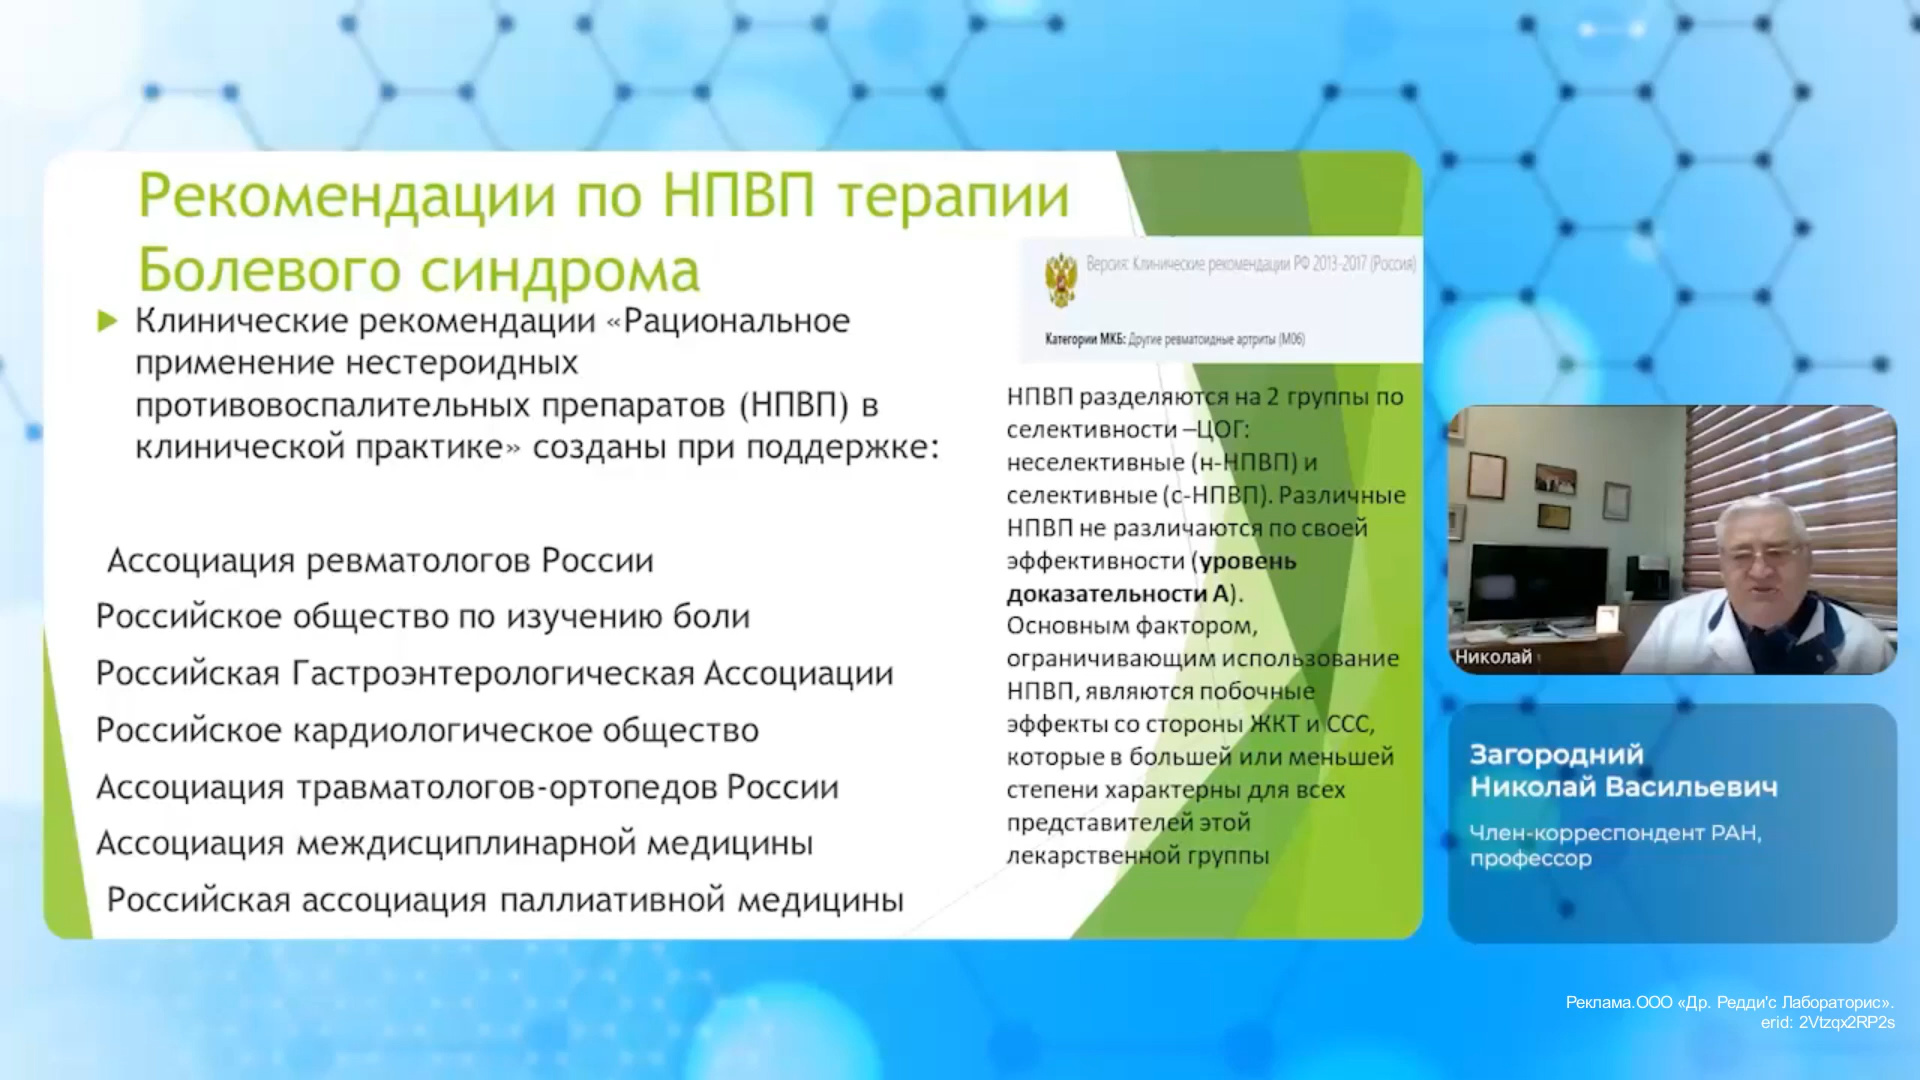 Рекомендации по НПВП терапии
Болевого синдрома
Клинические рекомендации «Рациональное
применение нестероидных
противовоспалительных препаратов (НПВП) в
клинической практике» созданы при поддержке:
Ассоциация ревматологов России
Российское общество по изучению боли
Российская Гастроэнтерологическая Ассоциации
Российское кардиологическое общество
Ассоциация травматологов-ортопедов России
Ассоциация междисциплинарной медицины
Российская ассоциация паллиативной медицины
Версия: Клинические рекомендации РФ 2013-2017 (Россия)
Категории МКБ: Другие ревматоидные артриты (M06)
НПВП разделяются на 2 группы по
селективности –ЦОГ:
неселективные (н-НПВП) и
селективные (с-НПВП). Различные
НПВП не различаются по своей
эффективности (уровень
доказательности А).
Основным фактором,
ограничивающим использование
НПВП, являются побочные
эффекты со стороны ЖКТ и ССС,
которые в большей или меньшей
степени характерны для всех
представителей этой
лекарственной группы
Николай
Загородний
Николай Васильевич
Член-корреспондент РАН,
профессор
Реклама.ООО «Др. Редди'с Лабораторис».
erid: 2Vtzqx2RP2s